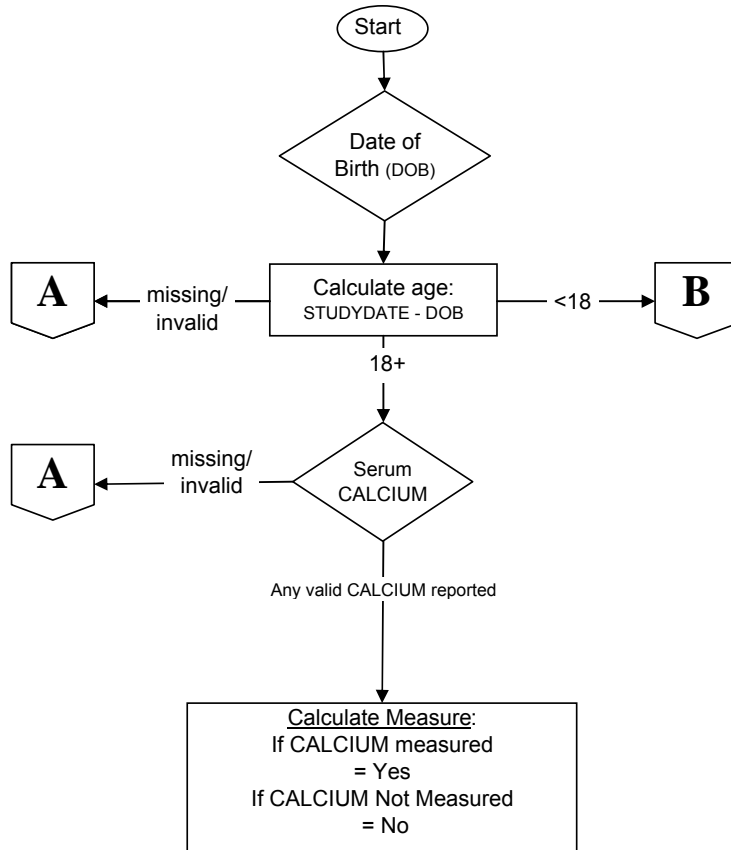 Start
Date of
Birth (DOB)
A
missing/
invalid
Calculate age:
STUDYDATE - DOB
<18
B
18+
A
missing/
invalid
Serum
CALCIUM
Any valid CALCIUM reported
Calculate Measure:
If CALCIUM measured
= Yes
If CALCIUM Not Measured
= No